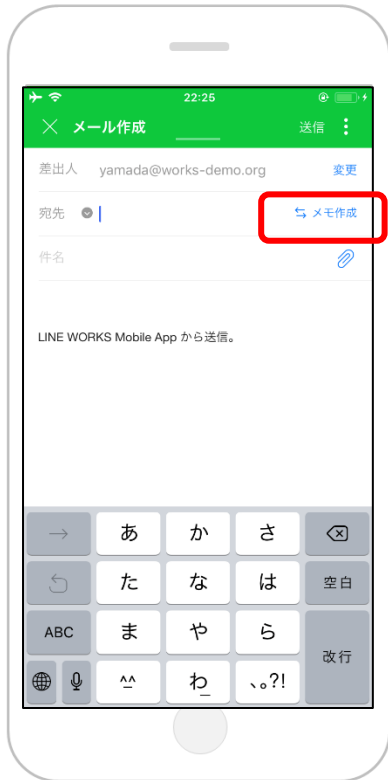 22:25
メール作成 送信
差出人 yamada@works-demo.org 変更
宛先 メモ作成
件名
LINE WORKS Mobile App から送信。
→ あ か さ
た な は 空白
ABC ま や ら 改行
^^ わ_ 、。?!